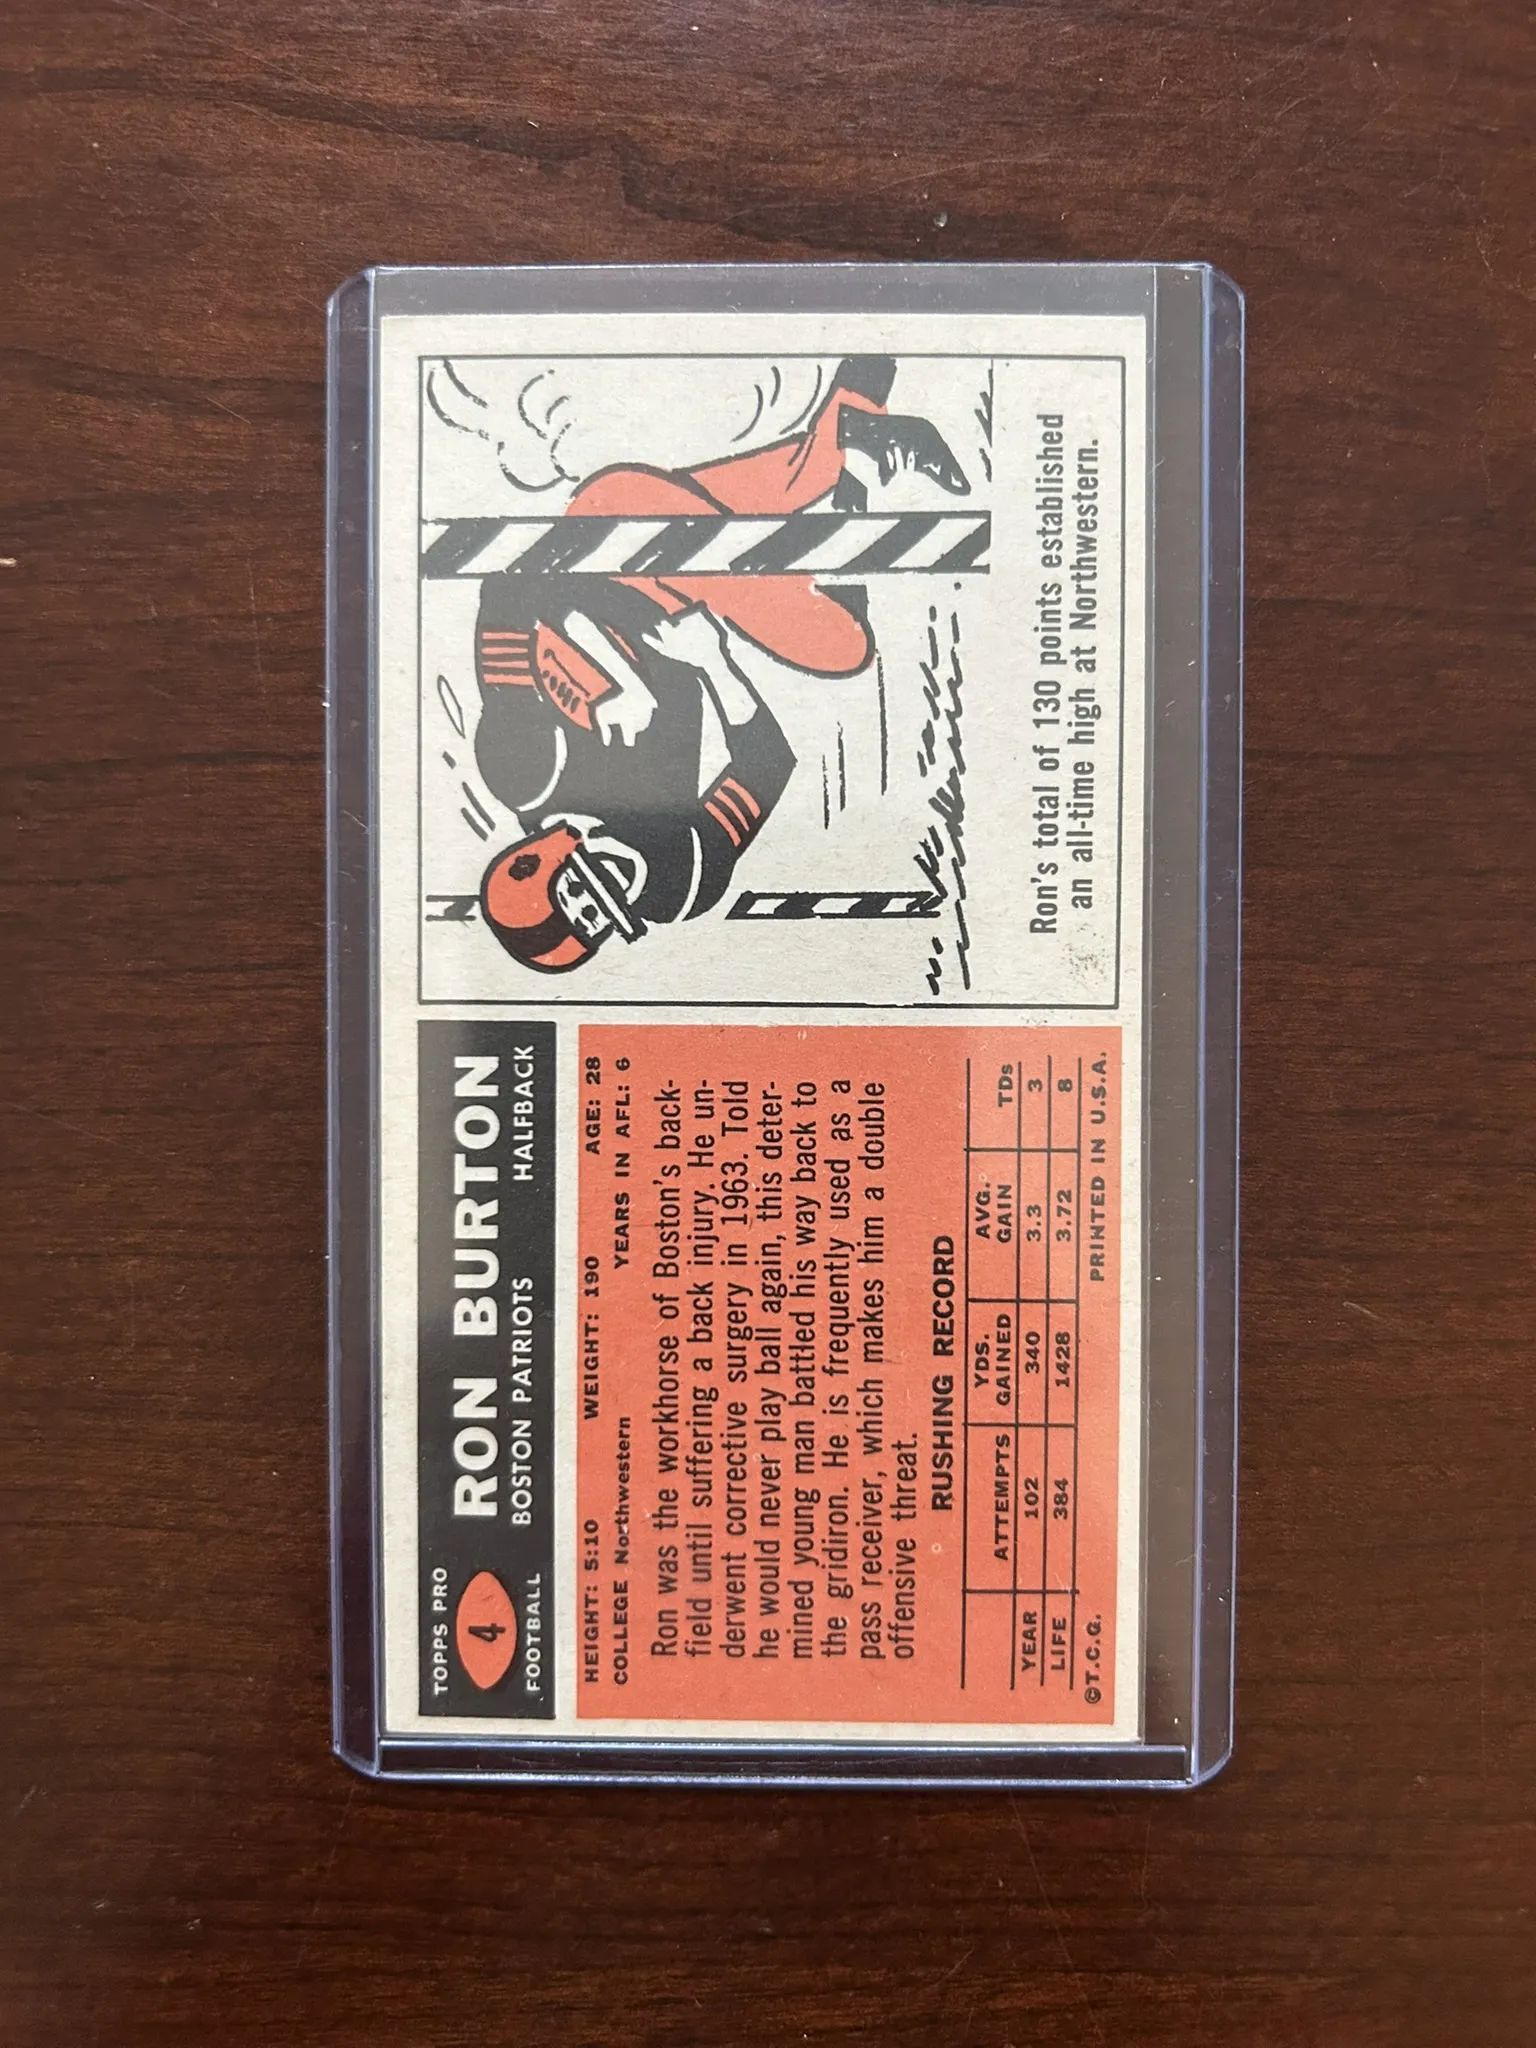 TOPPS PRO
4
FOOTBALL
RON BURTON
BOSTON PATRIOTS HALFBACK
HEIGHT: 5:10 WEIGHT: 190 AGE: 28
COLLEGE Northwestern YEARS IN AFL: 6
Ron was the workhorse of Boston's back-
field until suffering a back injury. He un-
derwent corrective surgery in 1963. Told
he would never play ball again, this deter-
mined young man battled his way back to
the gridiron. He is frequently used as a
pass receiver, which makes him a double
offensive threat.
RUSHING RECORD
ATTEMPTS YDS. GAINED AVG. GAIN TDs
YEAR 102 340 3.3 3
LIFE 384 1428 3.72 8
©T.C.G. PRINTED IN U.S.A.
Ron's total of 130 points established
an all-time high at Northwestern.